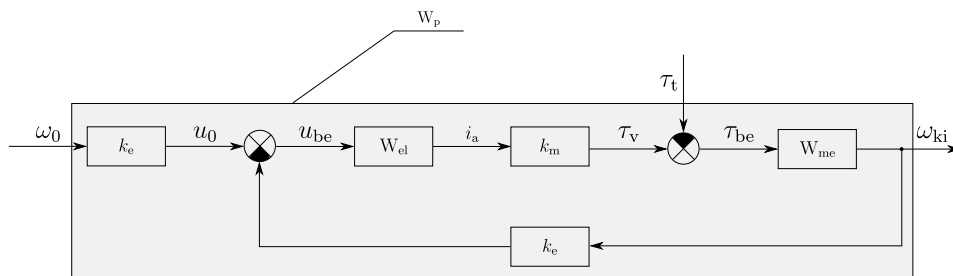 W_p
τ_t
ω_0
k_e
u_0
u_be
W_el
i_a
k_m
τ_v
τ_be
W_me
ω_ki
k_e